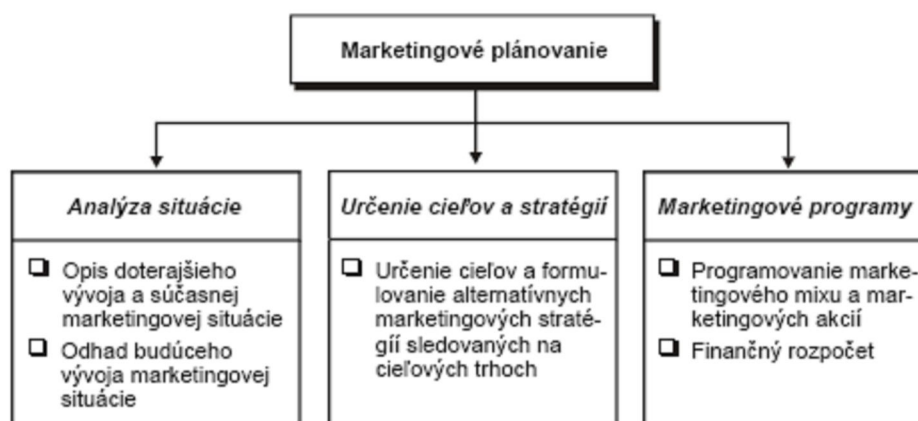 Marketingové plánovanie
Analýza situácie
❑ Opis doterajšieho
vývoja a súčasnej
marketingovej situácie
❑ Odhad budúceho
vývoja marketingovej
situácie
Určenie cieľov a stratégií
❑ Určenie cieľov a formu-
lovanie alternatívnych
marketingových straté-
gíí sledovaných na
cieľových trhoch
Marketingové programy
❑ Programovanie marke-
tingového mixu a mar-
ketingových akcií
❑ Finančný rozpočet